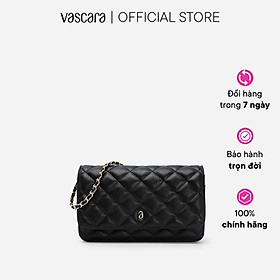 vascara | OFFICIAL STORE
Đổi hàng
trong 7 ngày
Bảo hành
trọn đời
100%
chính hãng